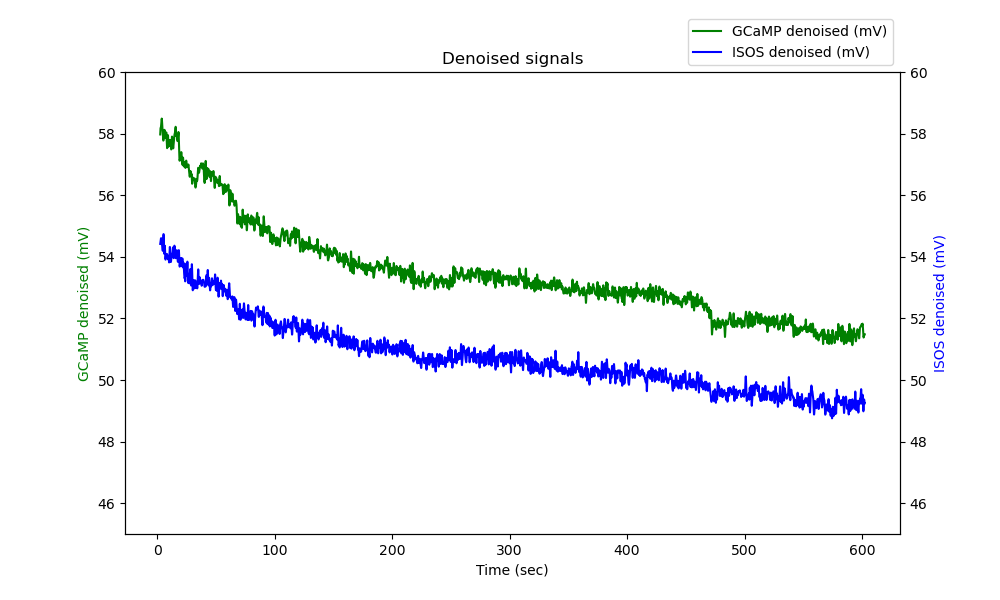 GCaMP denoised (mV)
ISOS denoised (mV)
Denoised signals
60
58
56
54
52
50
48
46
GCaMP denoised (mV)
60
58
56
54
52
50
48
46
ISOS denoised (mV)
0 100 200 300 400 500 600
Time (sec)